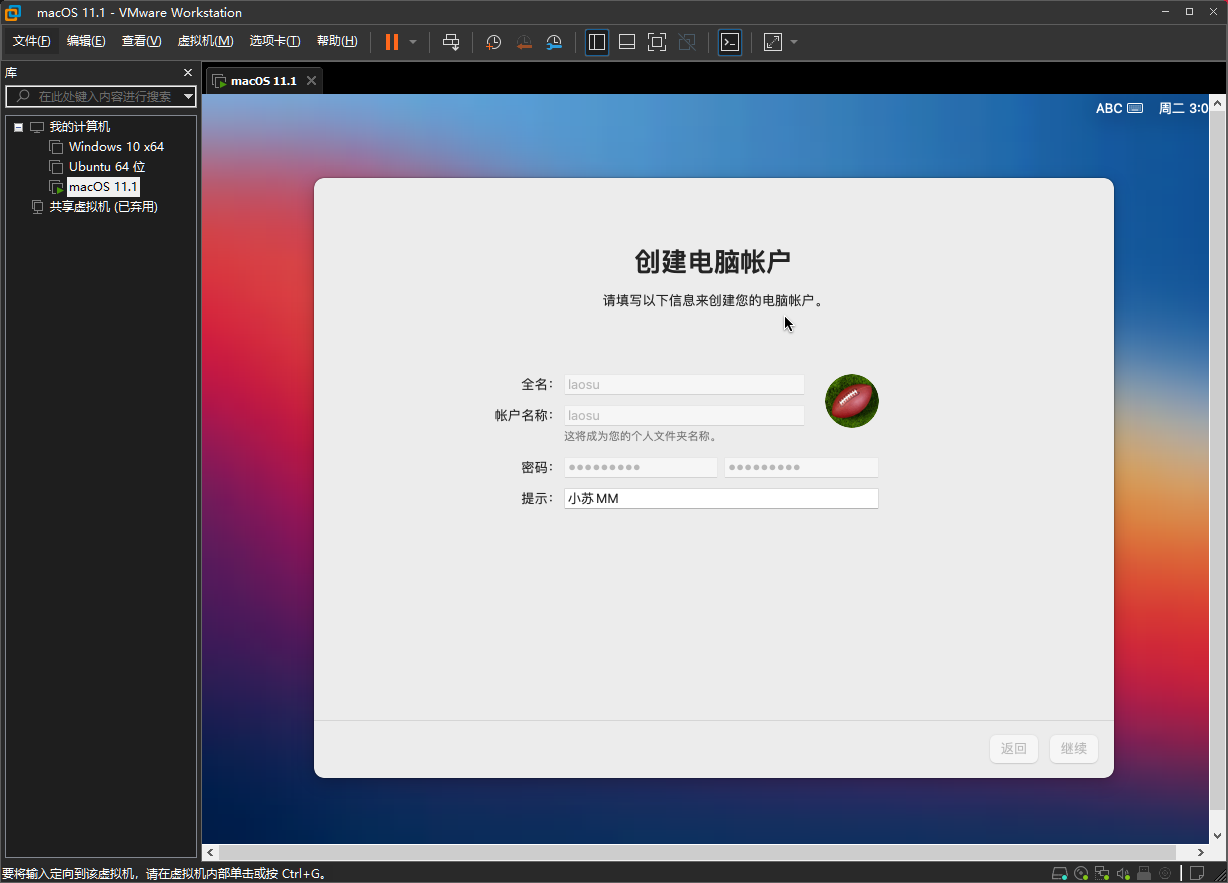 macOS 11.1 - VMware Workstation
文件(F) 编辑(E) 查看(V) 虚拟机(M) 选项卡(T) 帮助(H)
库
在此处键入内容进行搜索
我的计算机
Windows 10 x64
Ubuntu 64 位
macOS 11.1
共享虚拟机 (已弃用)
macOS 11.1
ABC 周二 3:0
创建电脑帐户
请填写以下信息来创建您的电脑帐户。
全名： laosu
帐户名称： laosu
这将成为您的个人文件夹名称。
密码： ●●●●●●●●● ●●●●●●●●●
提示： 小苏MM
返回 继续
要将输入定向到该虚拟机，请在虚拟机内部单击或按 Ctrl+G。